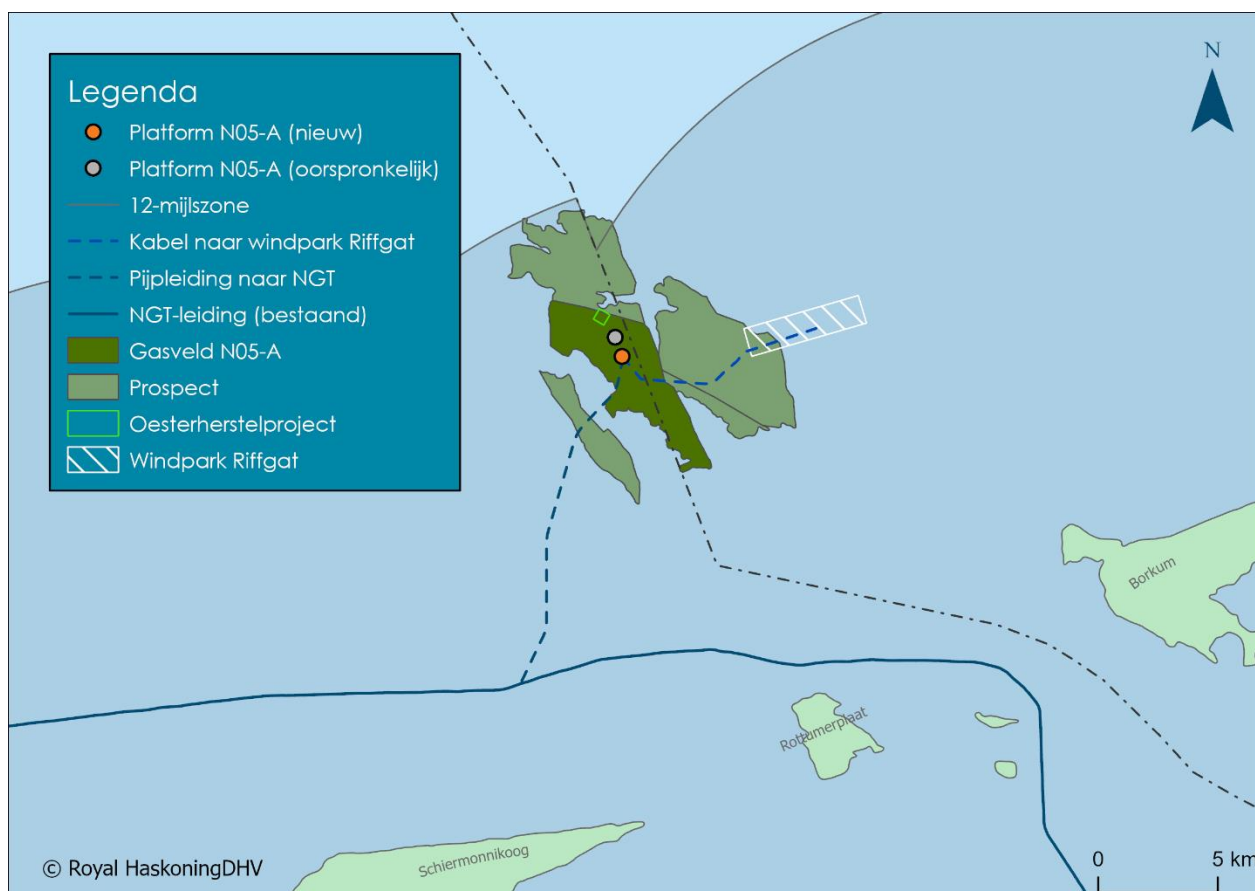 Legenda
Platform N05-A (nieuw)
Platform N05-A (oorspronkelijk)
12-mijlszone
Kabel naar windpark Riffgat
Pijpleiding naar NGT
NGT-leiding (bestaand)
Gasveld N05-A
Prospect
Oesterherstelproject
Windpark Riffgat
N
Borkum
Rottumerplaat
Schiermonnikoog
© Royal HaskoningDHV
0 5 km